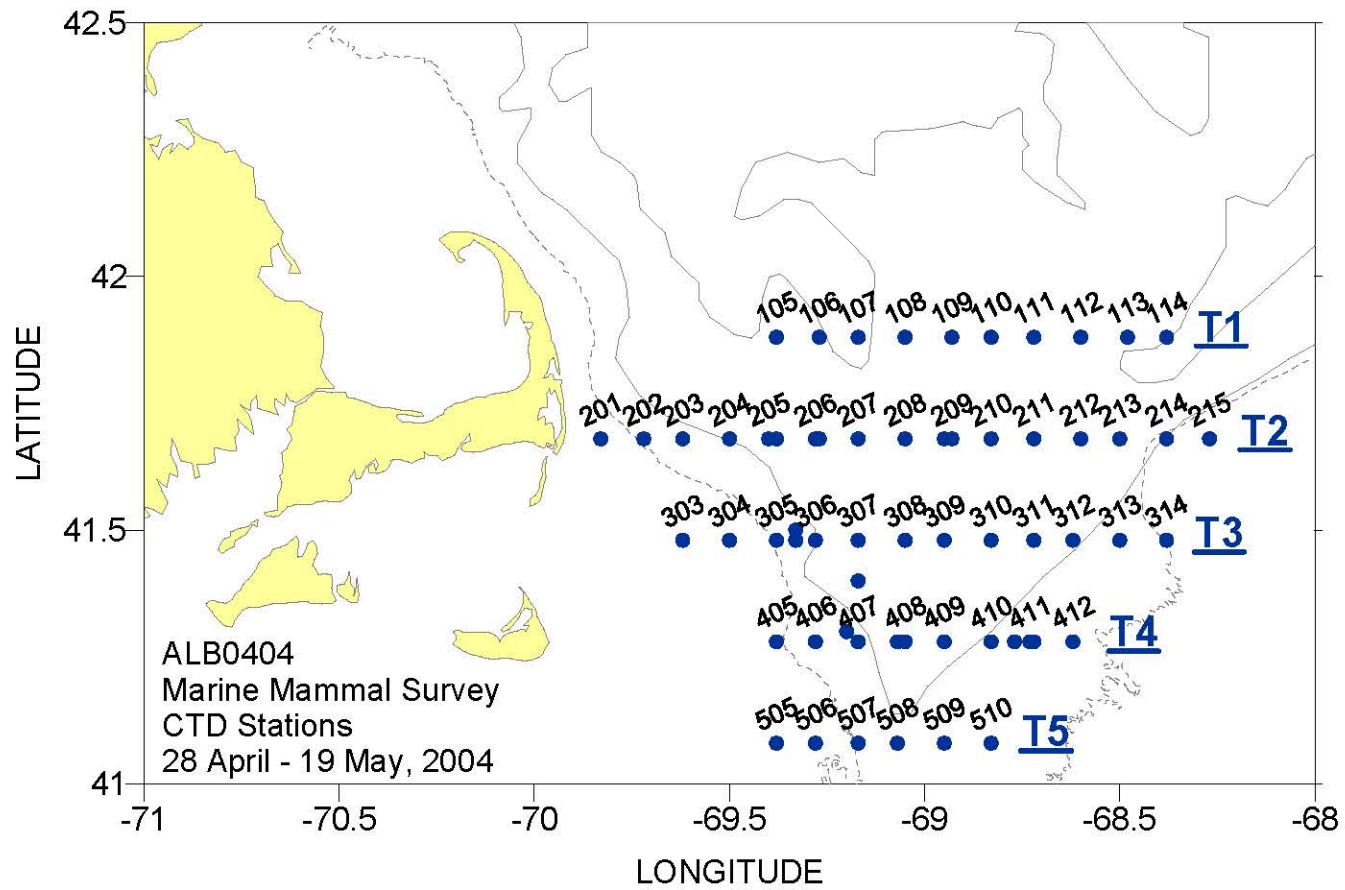 42.5
42
41.5
41
LATITUDE
105 106 107 108 109 110 111 112 113 114 T1
201 202 203 204 205 206 207 208 209 210 211 212 213 214 215 T2
303 304 305 306 307 308 309 310 311 312 313 314 T3
405 406 407 408 409 410 411 412 T4
505 506 507 508 509 510 T5
ALB0404
Marine Mammal Survey
CTD Stations
28 April - 19 May, 2004
-71 -70.5 -70 -69.5 -69 -68.5 -68
LONGITUDE